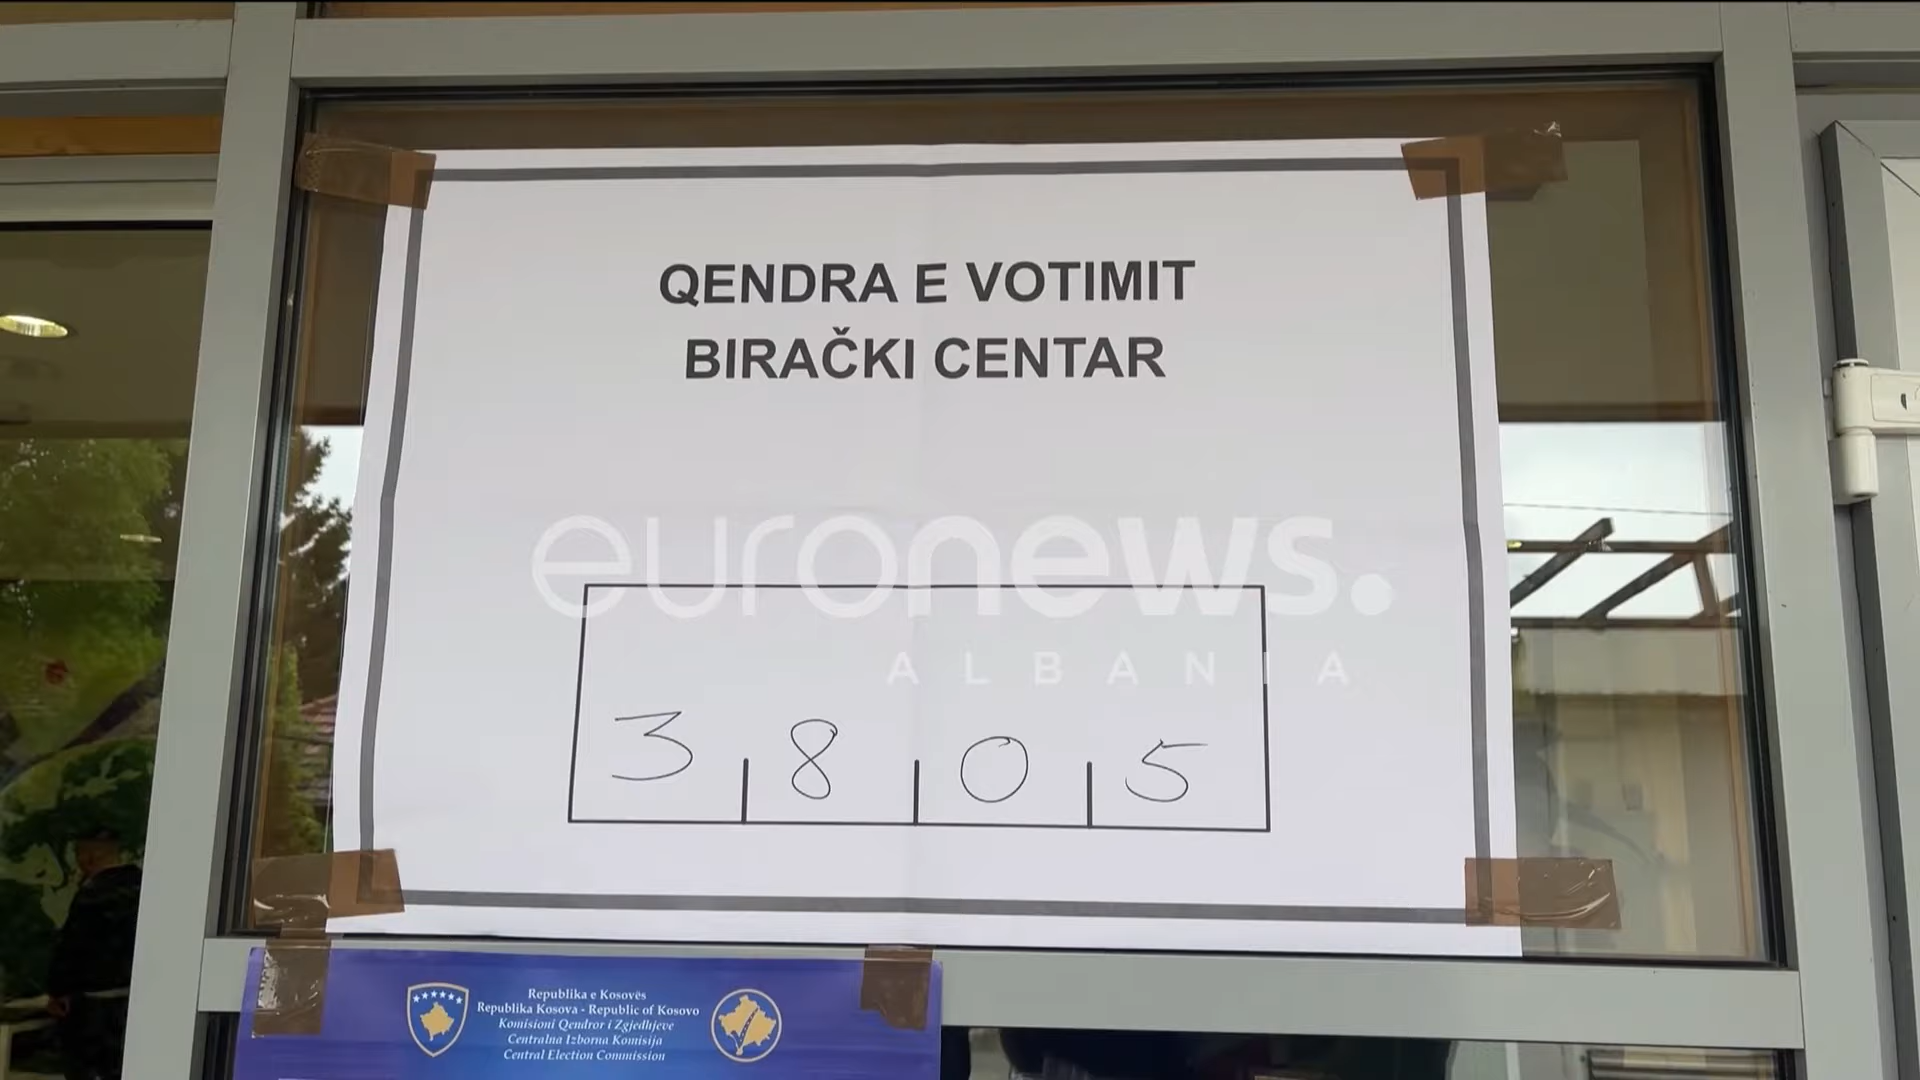 QENDRA E VOTIMIT
BIRAČKI CENTAR
euronews.
ALBANIA
3 8 0 5
Republika e Kosovës
Republika Kosova - Republic of Kosovo
Komisioni Qendror i Zgjedhjeve
Centralna Izborna Komisija
Central Election Commission